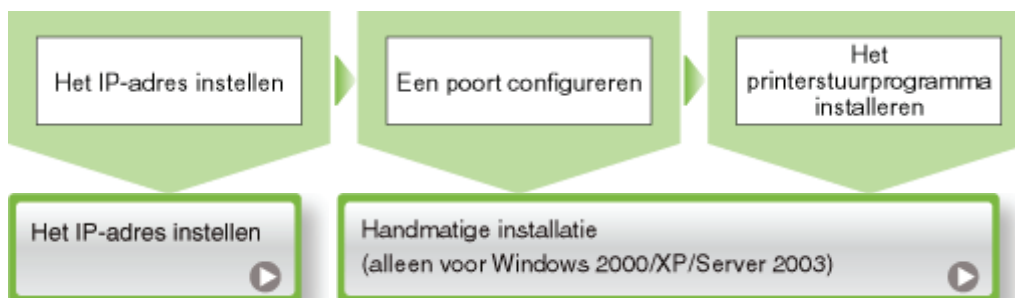 Het IP-adres instellen
Een poort configureren
Het
printerstuurprogramma
installeren
Het IP-adres instellen
Handmatige installatie
(alleen voor Windows 2000/XP/Server 2003)